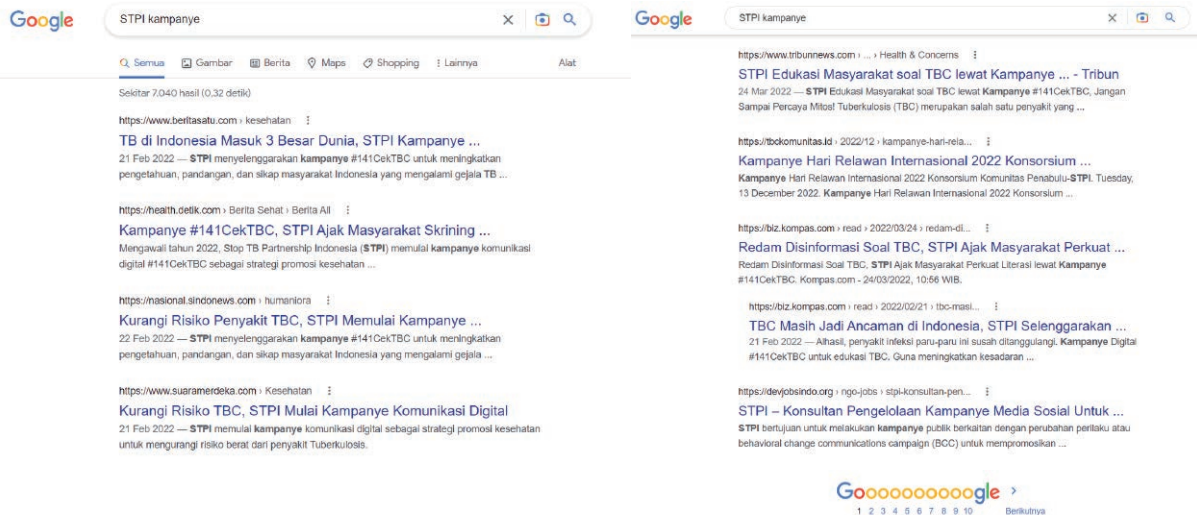 Google
STPI kampanye
Semua Gambar Berita Maps Shopping Lainnya Alat
Sekitar 7.040 hasil (0,32 detik)
https://www.beritasatu.com › kesehatan
TB di Indonesia Masuk 3 Besar Dunia, STPI Kampanye ...
21 Feb 2022 — STPI menyelenggarakan kampanye #141CekTBC untuk meningkatkan
pengetahuan, pandangan, dan sikap masyarakat Indonesia yang mengalami gejala TB ...
https://health.detik.com › Berita Sehat › Berita All
Kampanye #141CekTBC, STPI Ajak Masyarakat Skrining ...
Mengawali tahun 2022, Stop TB Partnership Indonesia (STPI) memulai kampanye komunikasi
digital #141CekTBC sebagai strategi promosi kesehatan ...
https://nasional.sindonews.com › humaniora
Kurangi Risiko Penyakit TBC, STPI Memulai Kampanye ...
22 Feb 2022 — STPI menyelenggarakan kampanye #141CekTBC untuk meningkatkan
pengetahuan, pandangan, dan sikap masyarakat Indonesia yang mengalami gejala ...
https://www.suaramerdeka.com › Kesehatan
Kurangi Risiko TBC, STPI Mulai Kampanye Komunikasi Digital
21 Feb 2022 — STPI memulai kampanye komunikasi digital sebagai strategi promosi kesehatan
untuk mengurangi risiko berat dari penyakit Tuberkulosis.
Google
STPI kampanye
https://www.tribunnews.com › ... › Health & Concerns
STPI Edukasi Masyarakat soal TBC lewat Kampanye ... - Tribun
24 Mar 2022 — STPI Edukasi Masyarakat soal TBC lewat Kampanye #141CekTBC, Jangan
Sampai Percaya Mitos! Tuberkulosis (TBC) merupakan salah satu penyakit yang ...
https://tbckomunitas.id › 2022/12 › kampanye-hari-rela...
Kampanye Hari Relawan Internasional 2022 Konsorsium ...
Kampanye Hari Relawan Internasional 2022 Konsorsium Komunitas Penabulu-STPI. Tuesday,
13 December 2022. Kampanye Hari Relawan Internasional 2022 Konsorsium ...
https://biz.kompas.com › read › 2022/03/24 › redam-di...
Redam Disinformasi Soal TBC, STPI Ajak Masyarakat Perkuat ...
Redam Disinformasi Soal TBC, STPI Ajak Masyarakat Perkuat Literasi lewat Kampanye
#141CekTBC. Kompas.com - 24/03/2022, 10:56 WIB.
https://biz.kompas.com › read › 2022/02/21 › tbc-masi...
TBC Masih Jadi Ancaman di Indonesia, STPI Selenggarakan ...
21 Feb 2022 — Alhasil, penyakit infeksi paru-paru ini susah ditanggulangi. Kampanye Digital
#141CekTBC untuk edukasi TBC. Guna meningkatkan kesadaran ...
https://devjobsindo.org › ngo-jobs › stpi-konsultan-pen...
STPI – Konsultan Pengelolaan Kampanye Media Sosial Untuk ...
STPI bertujuan untuk melakukan kampanye publik berkaitan dengan perubahan perilaku atau
behavioral change communications campaign (BCC) untuk mempromosikan ...
Goooooooooogle
1 2 3 4 5 6 7 8 9 10 Berikutnya